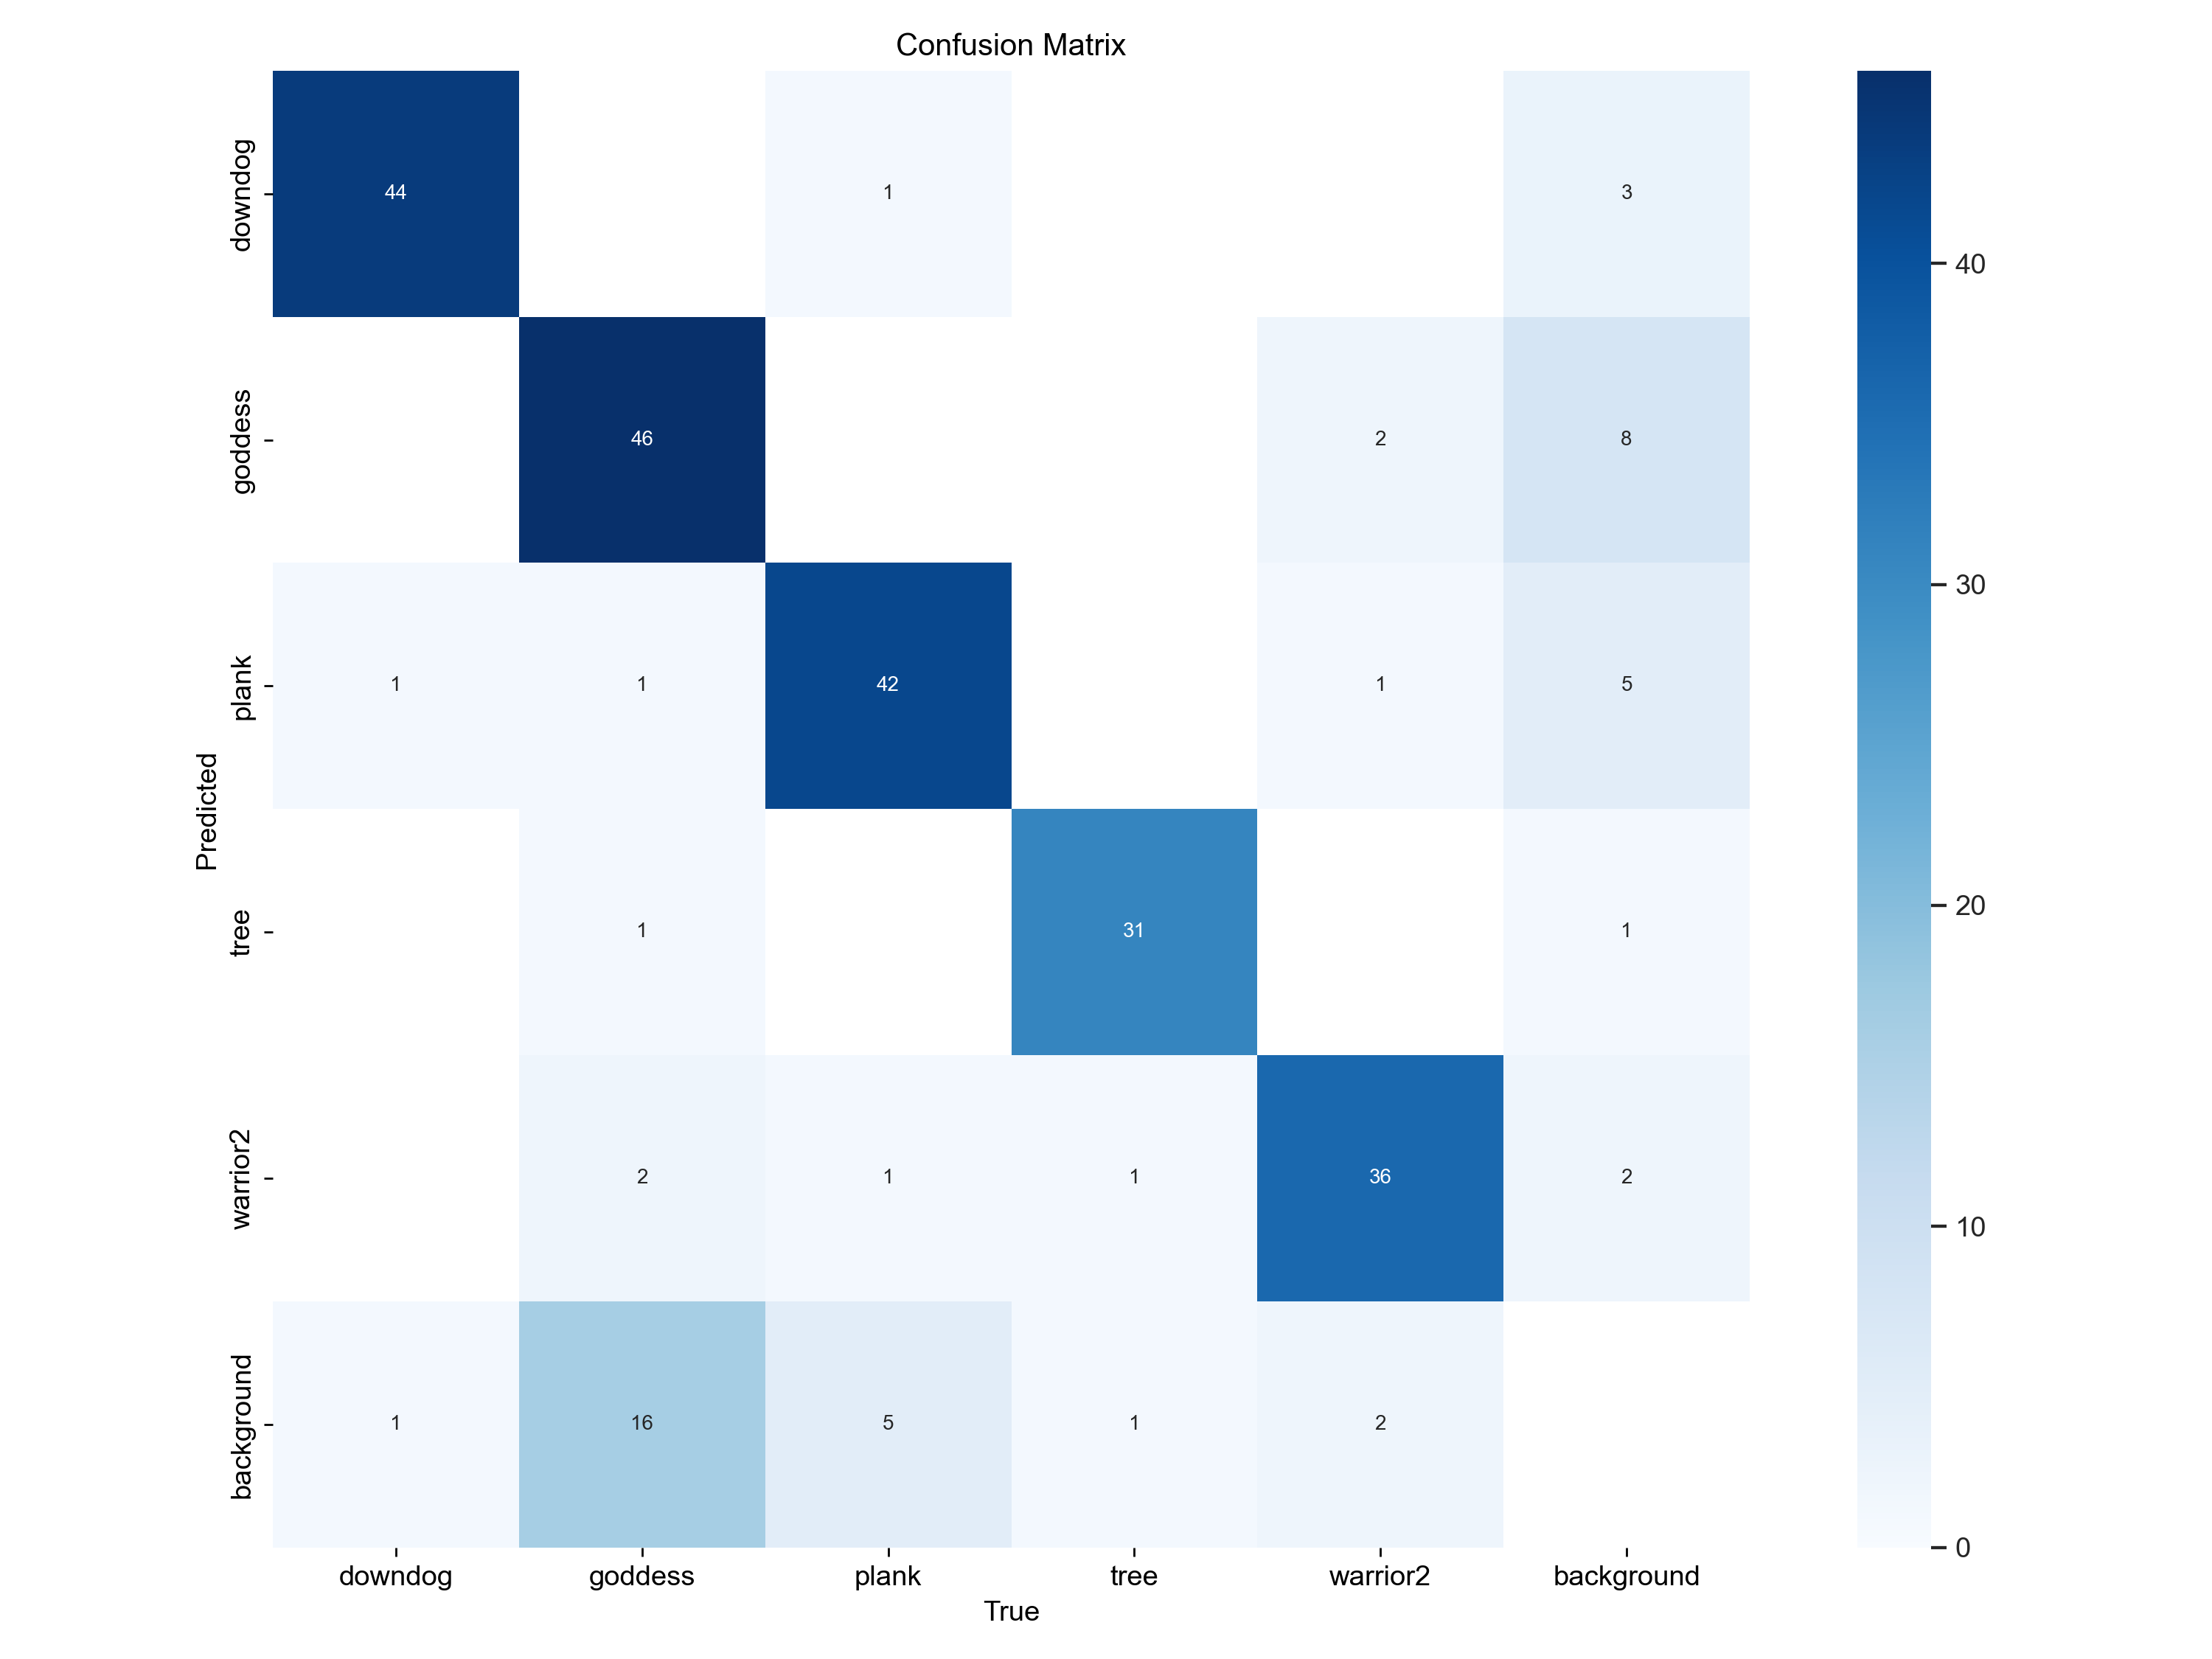 Confusion Matrix
downdog
44
1
3
40
goddess
46
2
8
30
plank
1
1
42
1
5
Predicted
20
tree
1
31
1
warrior2
2
1
1
36
2
10
background
1
16
5
1
2
0
downdog
goddess
plank
tree
warrior2
background
True